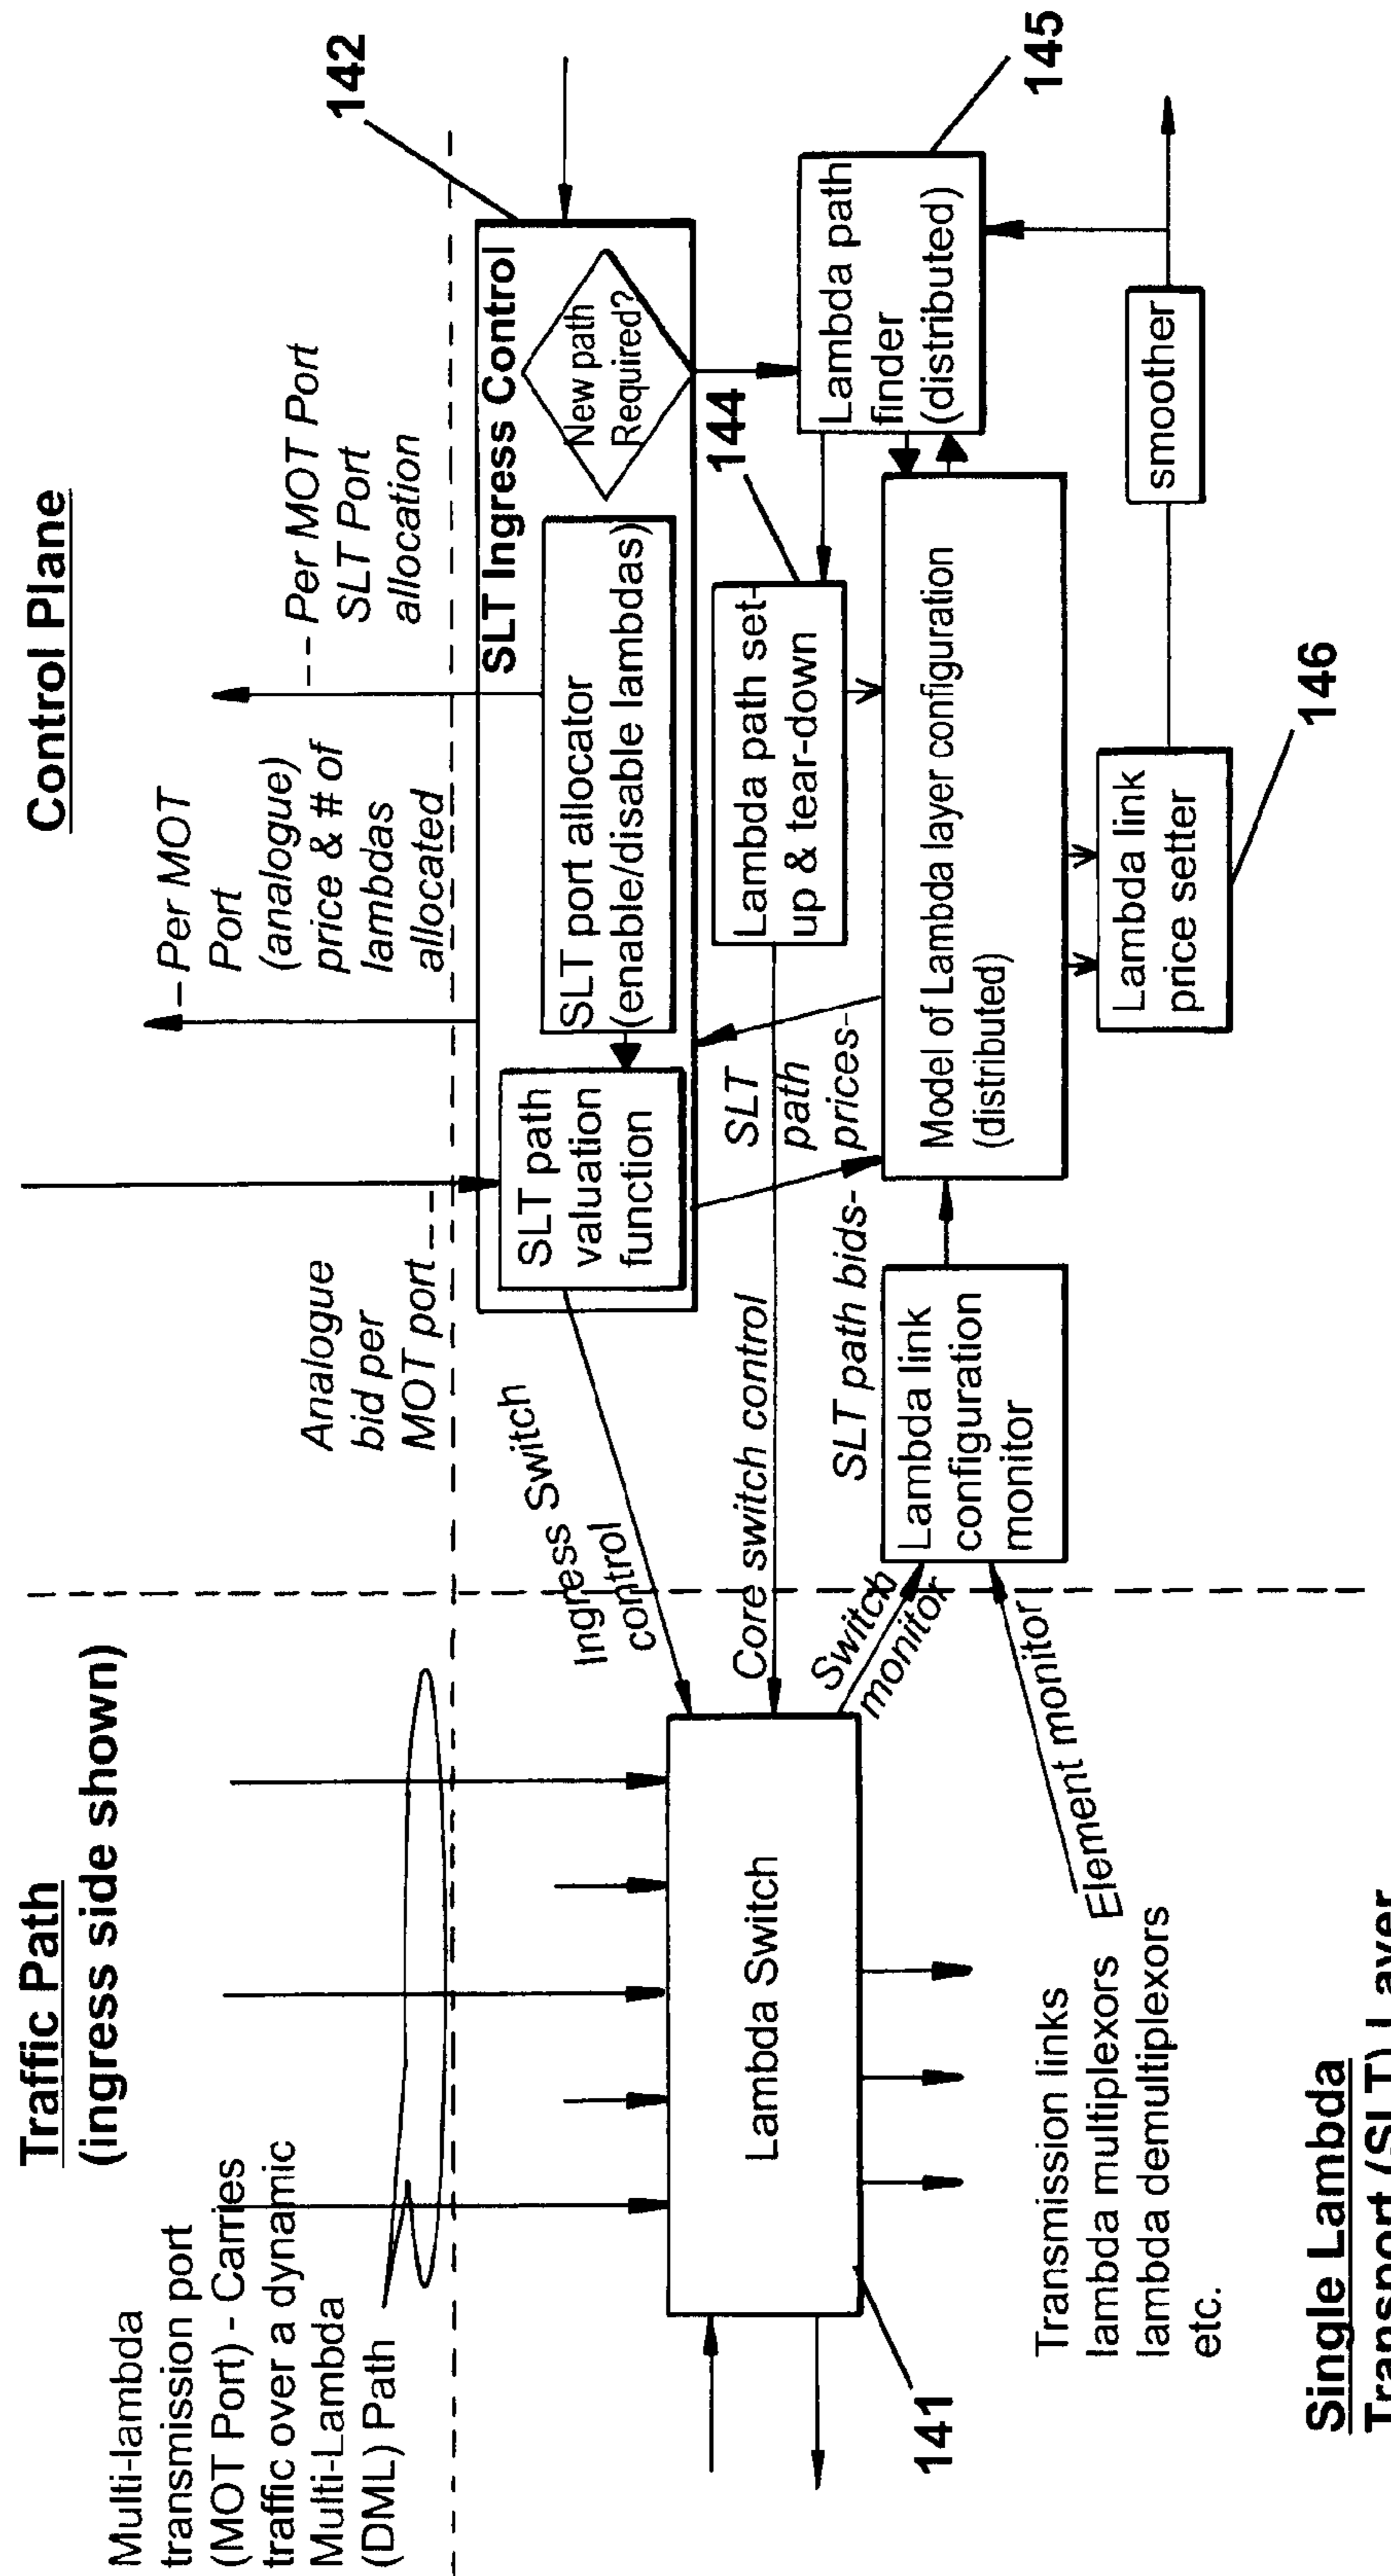 Traffic Path
(ingress side shown)
Control Plane
Multi-lambda
transmission port
(MOT Port) - Carries
traffic over a dynamic
Multi-Lambda
(DML) Path
Analogue
bid per
MOT port
Per MOT
Port
(analogue)
price & # of
lambdas
allocated
Per MOT Port
SLT Port
allocation
142
SLT Ingress Control
SLT path
valuation
function
SLT port allocator
(enable/disable lambdas)
New path
Required?
Ingress Switch
control
Lambda Switch
141
Core switch control
Switch
monitor
Element monitor
SLT path bids-
SLT
path
prices-
Lambda path set-
up & tear-down
144
Lambda path
finder
(distributed)
145
Lambda link
configuration
monitor
Model of Lambda layer configuration
(distributed)
Lambda link
price setter
146
smoother
Transmission links
lambda multiplexors
lambda demultiplexors
etc.
Single Lambda
Transport (SLT) Layer